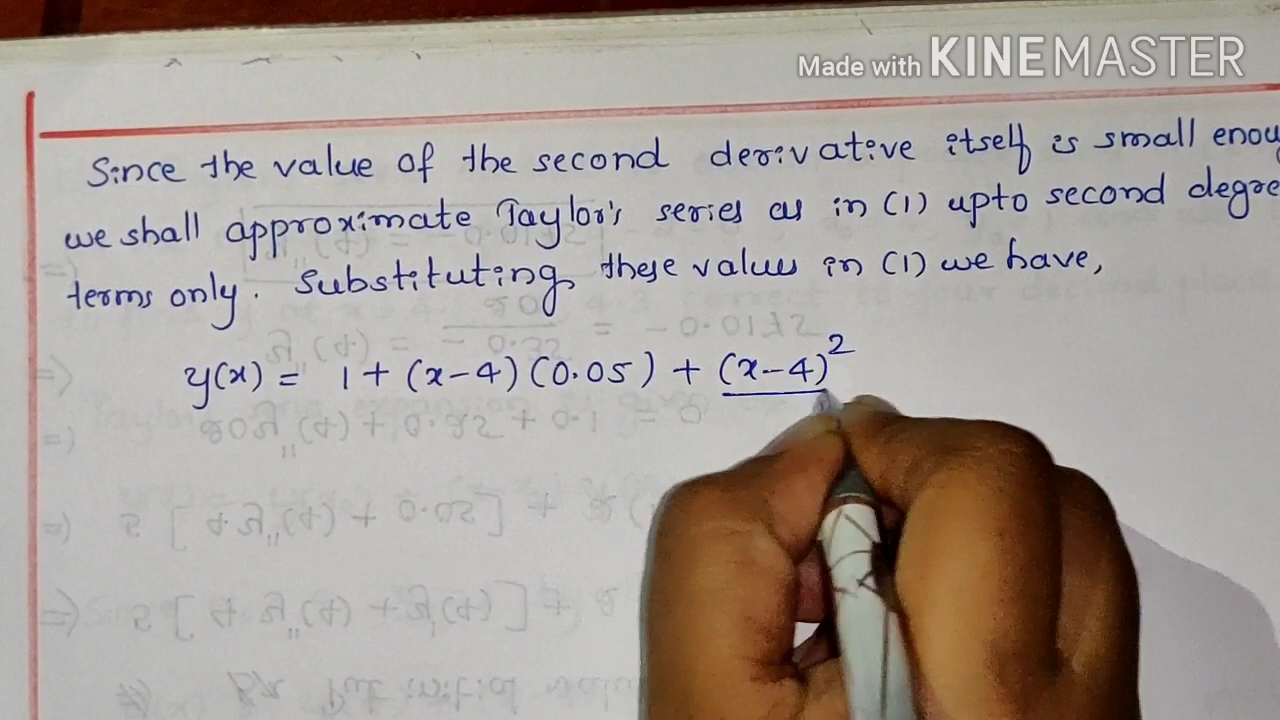 Made with KINEMASTER
Since the value of the second derivative itself is small enou
we shall approximate Taylor's series as in (1) upto second degre
terms only. Substituting these values in (1) we have,
y(x) = 1 + (x-4)(0.05) + (x-4)²